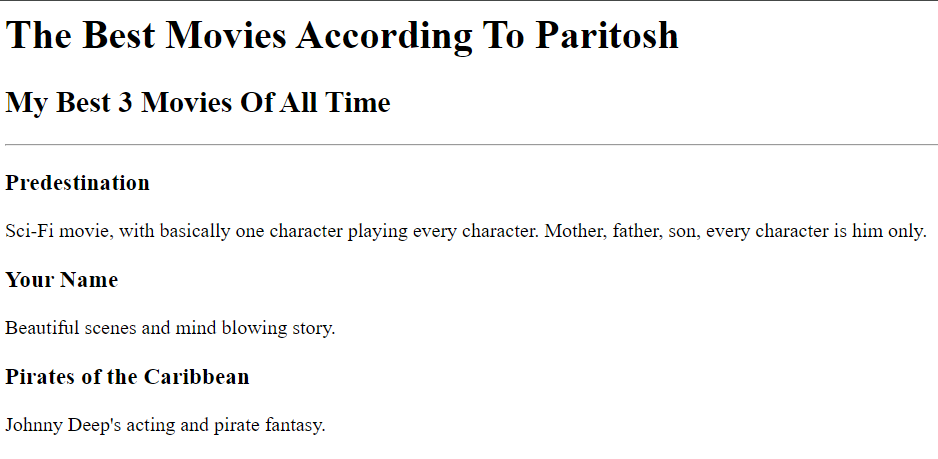 The Best Movies According To Paritosh
My Best 3 Movies Of All Time
Predestination
Sci-Fi movie, with basically one character playing every character. Mother, father, son, every character is him only.
Your Name
Beautiful scenes and mind blowing story.
Pirates of the Caribbean
Johnny Deep's acting and pirate fantasy.